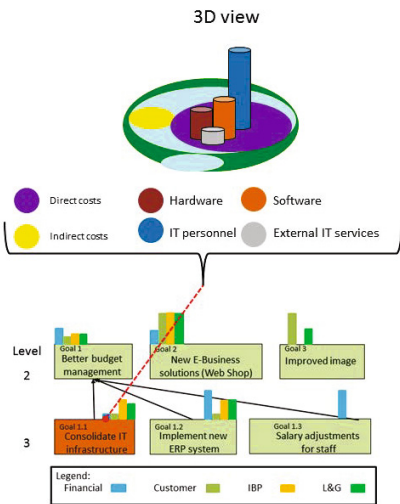 3D view
Direct costs
Hardware
Software
Indirect costs
IT personnel
External IT services
Level
2
Goal 1
Better budget
management
Goal 2
New E-Business
solutions (Web Shop)
Goal 3
Improved image
3
Goal 1.1
Consolidate IT
infrastructure
Goal 1.2
Implement new
ERP system
Goal 1.3
Salary adjustments
for staff
Legend:
Financial
Customer
IBP
L&G